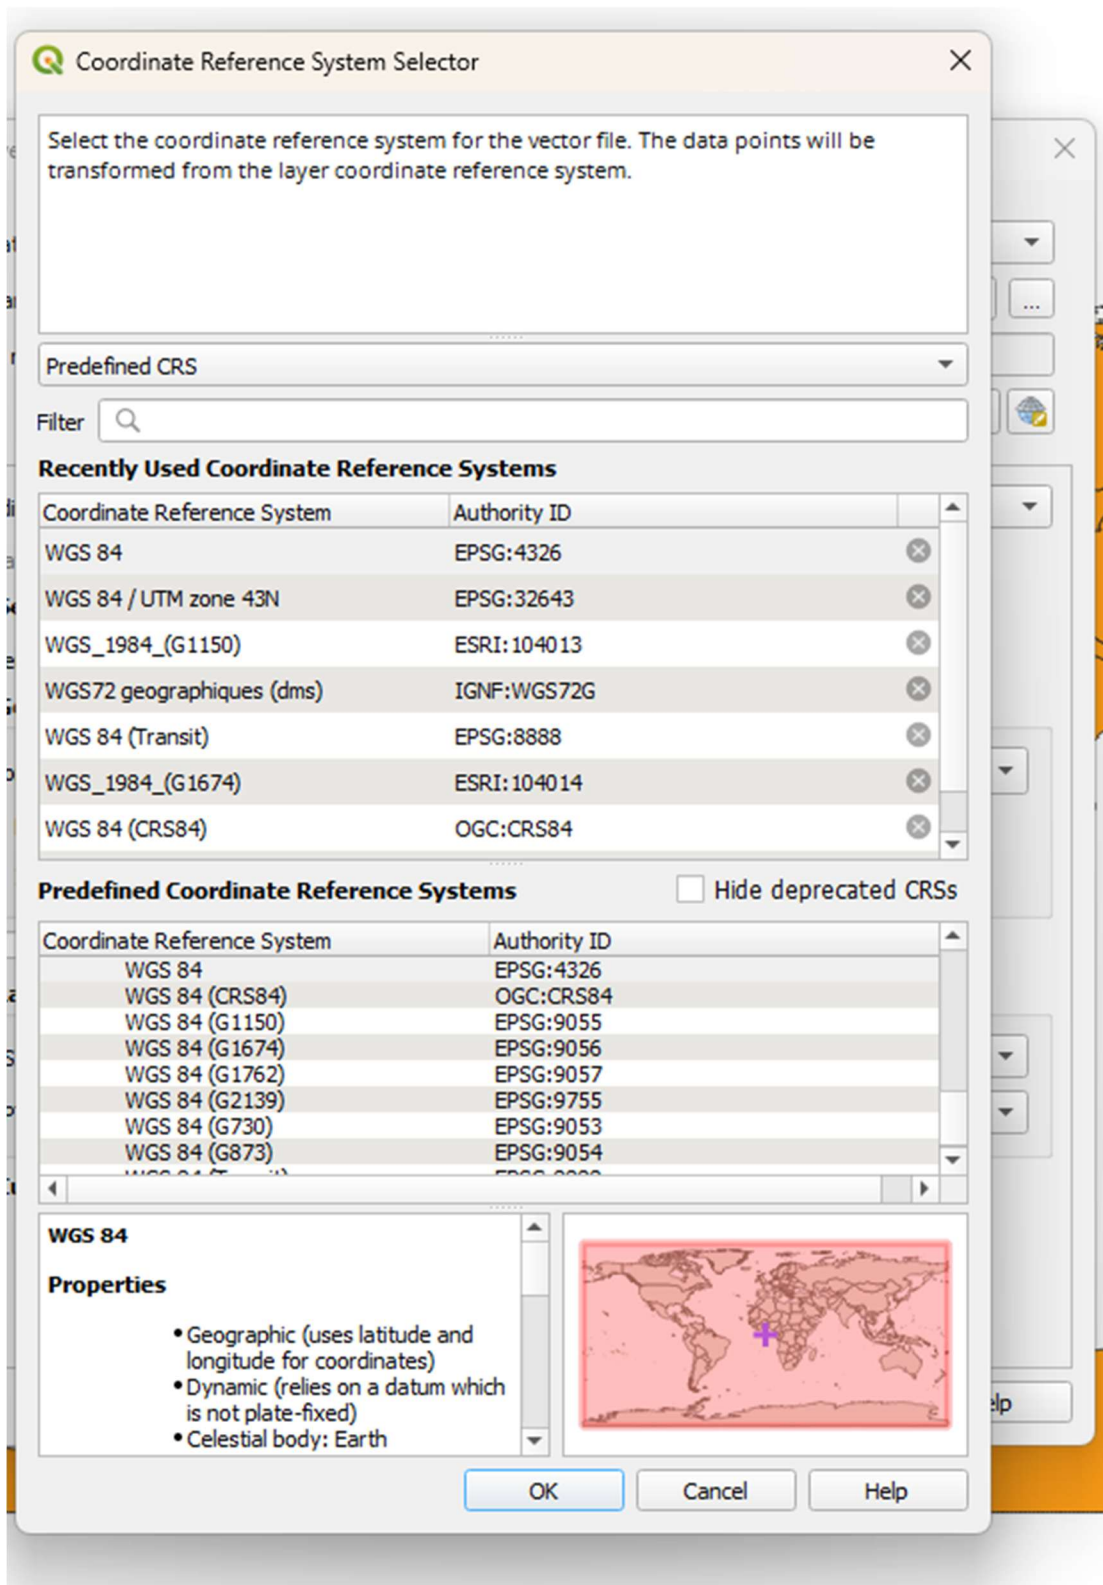 Coordinate Reference System Selector
Select the coordinate reference system for the vector file. The data points will be
transformed from the layer coordinate reference system.
...
Predefined CRS
Filter
Recently Used Coordinate Reference Systems
Coordinate Reference System Authority ID
WGS 84 EPSG:4326
WGS 84 / UTM zone 43N EPSG:32643
WGS_1984_(G1150) ESRI:104013
WGS72 geographiques (dms) IGNF:WGS72G
WGS 84 (Transit) EPSG:8888
WGS_1984_(G1674) ESRI:104014
WGS 84 (CRS84) OGC:CRS84
Predefined Coordinate Reference Systems Hide deprecated CRSs
Coordinate Reference System Authority ID
WGS 84 EPSG:4326
WGS 84 (CRS84) OGC:CRS84
WGS 84 (G1150) EPSG:9055
WGS 84 (G1674) EPSG:9056
WGS 84 (G1762) EPSG:9057
WGS 84 (G2139) EPSG:9755
WGS 84 (G730) EPSG:9053
WGS 84 (G873) EPSG:9054
WGS 84
Properties
• Geographic (uses latitude and
longitude for coordinates)
• Dynamic (relies on a datum which
is not plate-fixed)
• Celestial body: Earth
elp
OK Cancel Help